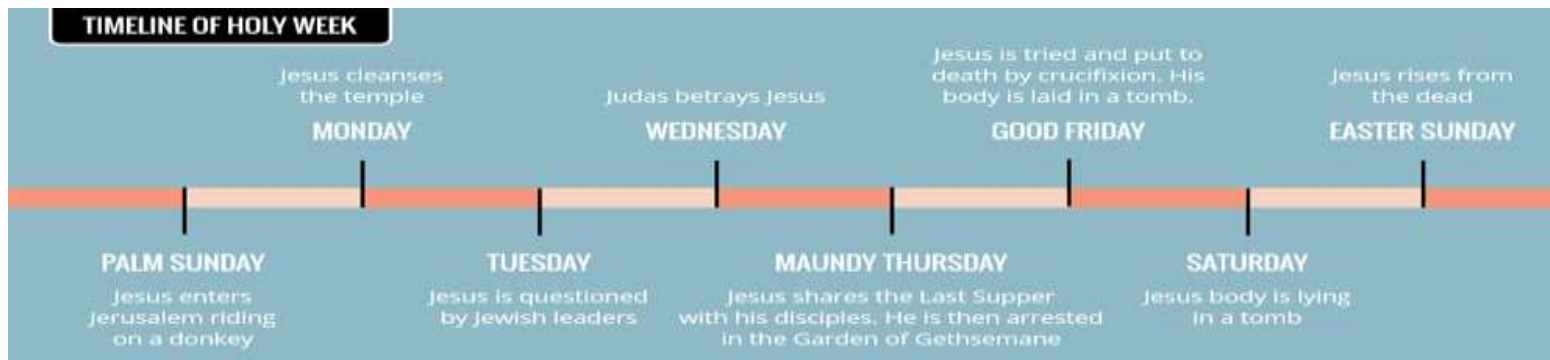 TIMELINE OF HOLY WEEK
PALM SUNDAY
Jesus enters
Jerusalem riding
on a donkey
Jesus cleanses
the temple
MONDAY
TUESDAY
Jesus is questioned
by Jewish leaders
Judas betrays Jesus
WEDNESDAY
MAUNDY THURSDAY
Jesus shares the Last Supper
with his disciples. He is then arrested
in the Garden of Gethsemane
Jesus is tried and put to
death by crucifixion. His
body is laid in a tomb.
GOOD FRIDAY
SATURDAY
Jesus body is lying
in a tomb
Jesus rises from
the dead
EASTER SUNDAY